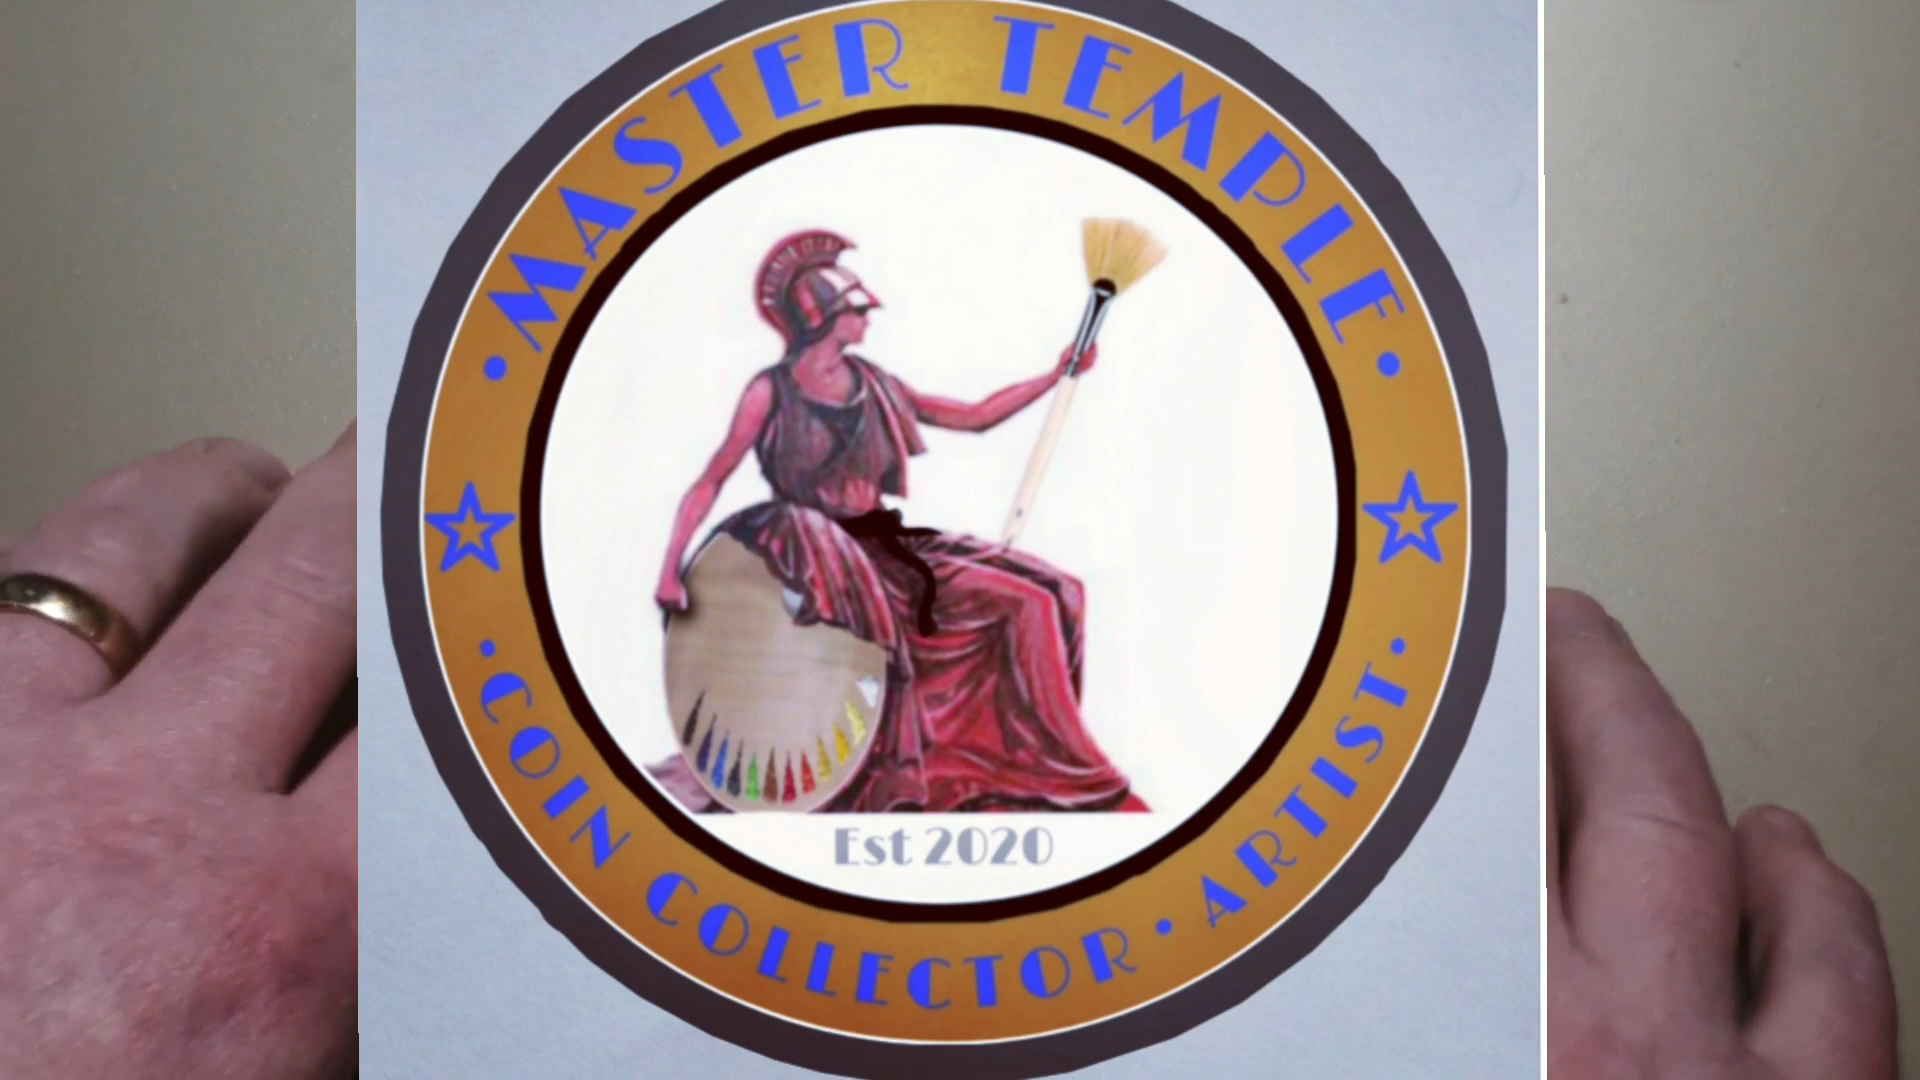 • MASTER TEMPLE •
• COIN COLLECTOR • ARTIST •
Est 2020